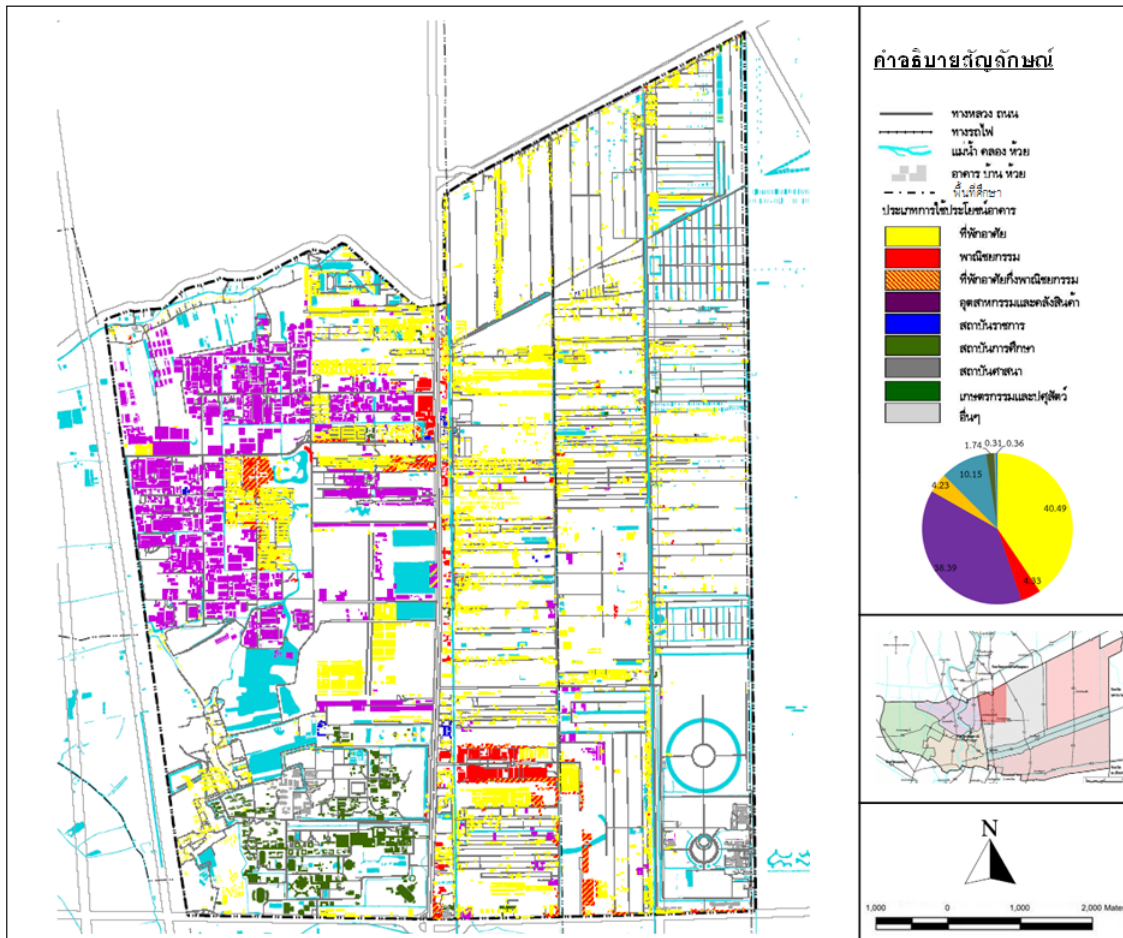 คำอธิบายสัญลักษณ์
ทางหลวง ถนน
ทางรถไฟ
แม่น้ำ คลอง ห้วย
อาคาร บ้าน ห้วย
พื้นที่ศึกษา
ประเภทการใช้ประโยชน์อาคาร
ที่พักอาศัย
พาณิชยกรรม
ที่พักอาศัยกึ่งพาณิชยกรรม
อุตสาหกรรมและคลังสินค้า
สถาบันราชการ
สถาบันการศึกษา
สถาบันศาสนา
เกษตรกรรมและปศุสัตว์
อื่นๆ
1.74 0.31 0.36
10.15
4.23
40.49
38.39
4.33
N
1,000 0 1,000 2,000 Mater